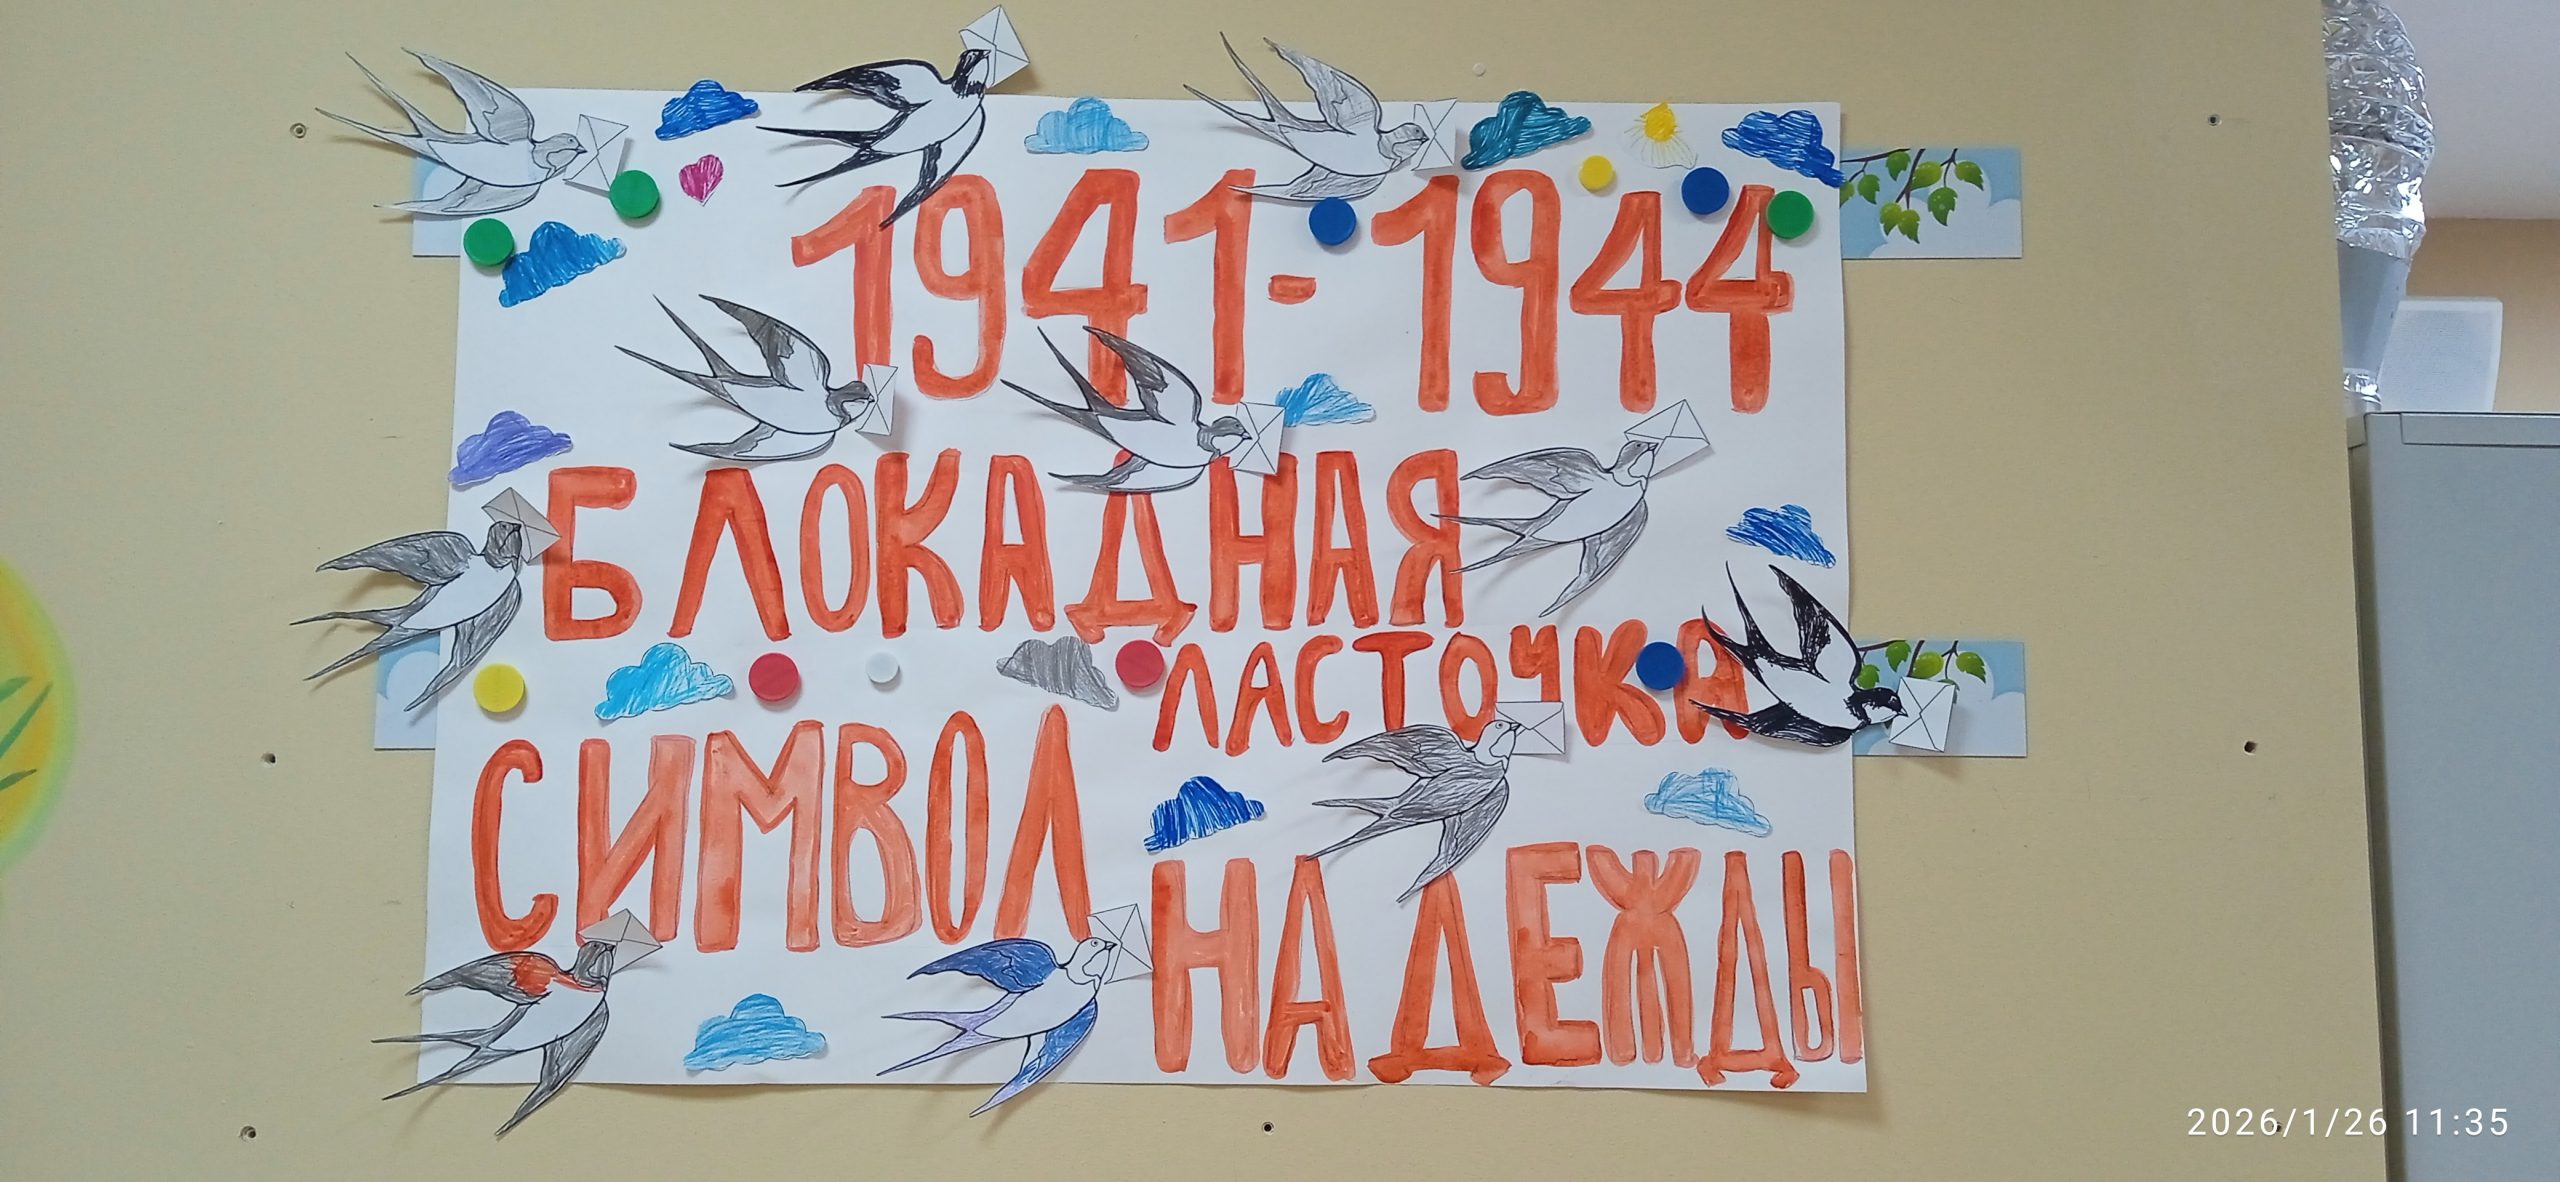 1941-1944
БЛОКАДНАЯ
ЛАСТОЧКА
СИМВОЛ
НАДЕЖДЫ
2026/1/26 11:35